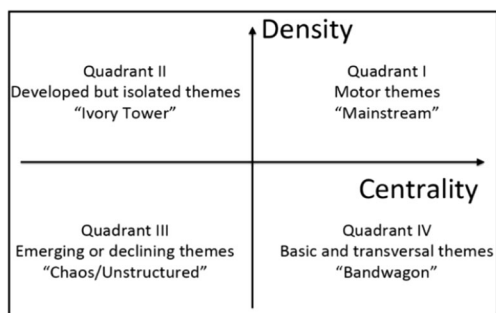 Density
Quadrant II
Developed but isolated themes
“Ivory Tower”
Quadrant I
Motor themes
“Mainstream”
Centrality
Quadrant III
Emerging or declining themes
“Chaos/Unstructured”
Quadrant IV
Basic and transversal themes
“Bandwagon”